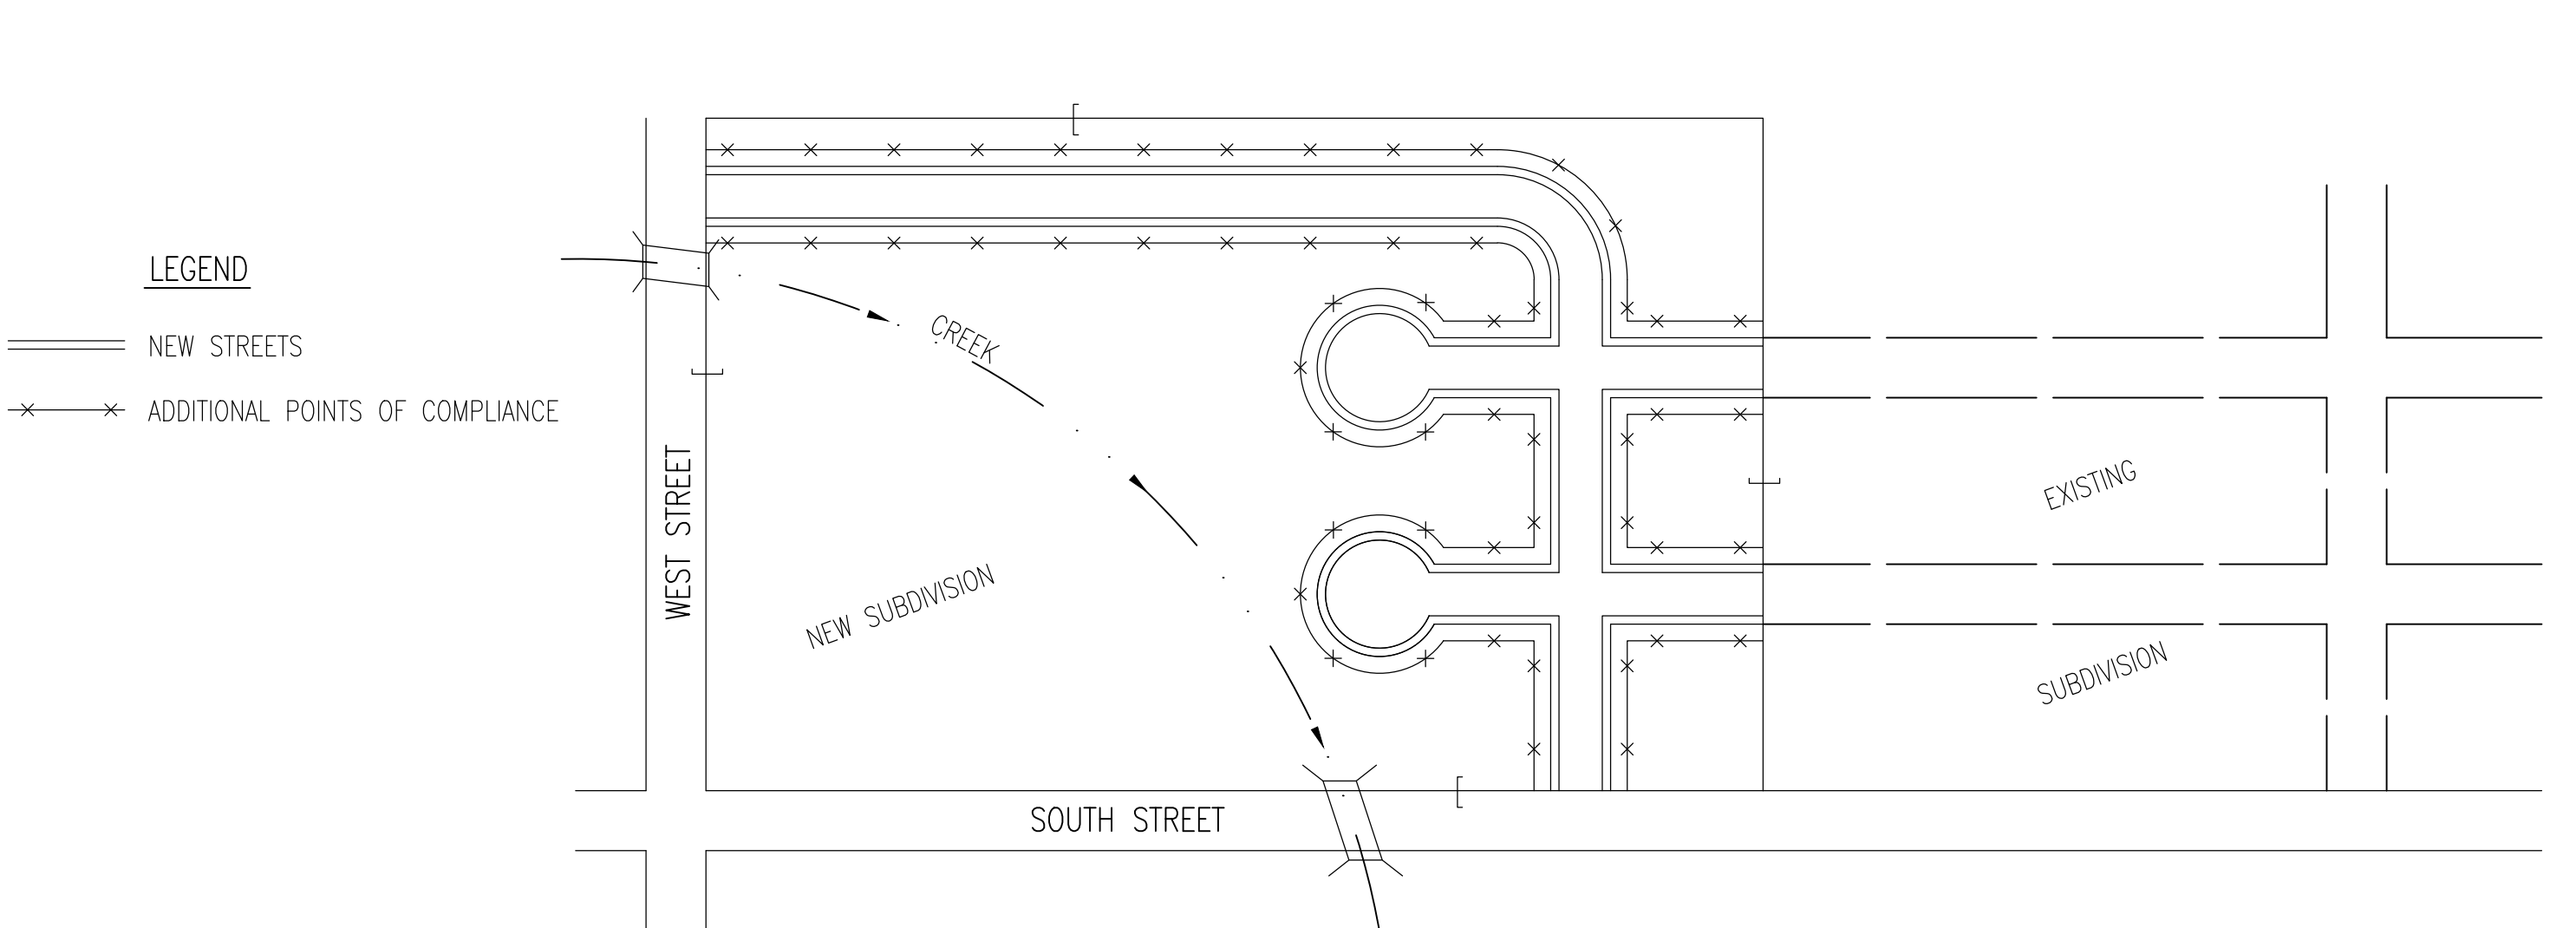 LEGEND
NEW STREETS
ADDITIONAL POINTS OF COMPLIANCE
CREEK
WEST STREET
NEW SUBDIVISION
SOUTH STREET
EXISTING
SUBDIVISION